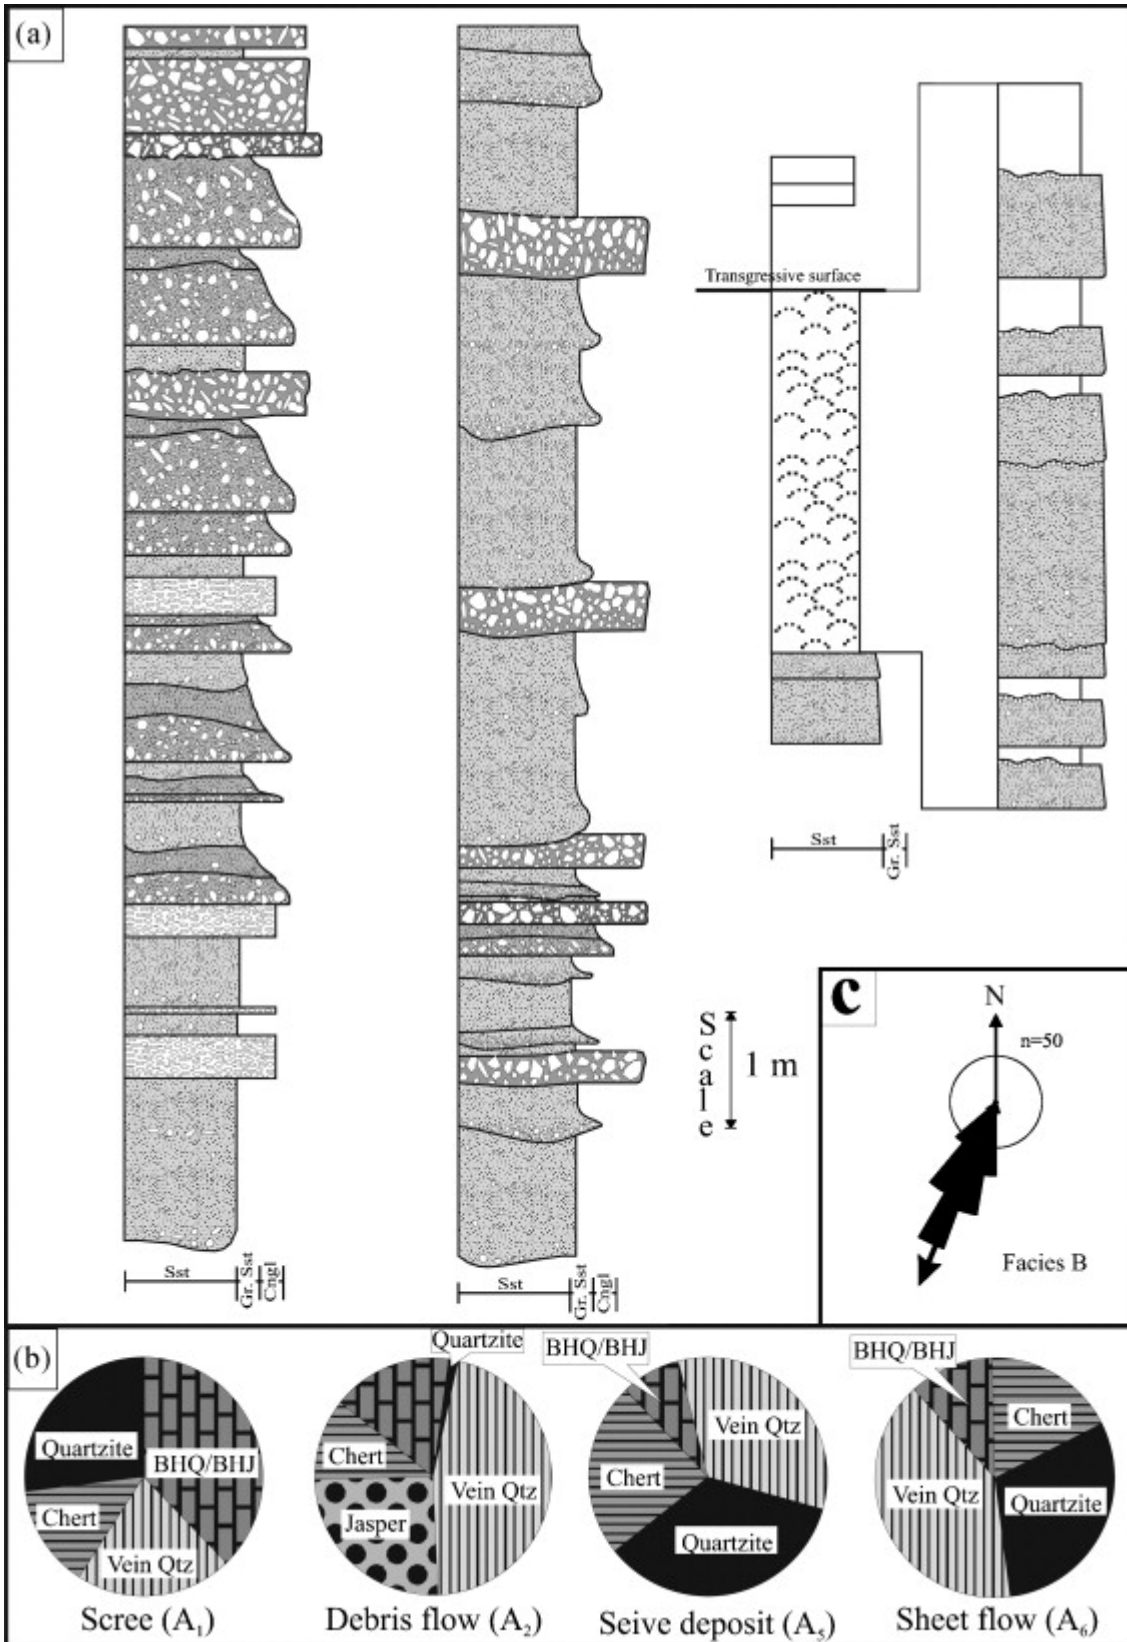 (a)
Transgressive surface
Sst
Gr. Sst
Scale
1 m
c
N
n=50
Facies B
Sst
Gr. Sst
Cngl
Sst
Gr. Sst
Cngl
(b)
Quartzite
BHQ/BHJ
Chert
Vein Qtz
Scree (A1)
Quartzite
Chert
Vein Qtz
Jasper
Debris flow (A2)
BHQ/BHJ
Vein Qtz
Chert
Quartzite
Seive deposit (A5)
BHQ/BHJ
Chert
Vein Qtz
Quartzite
Sheet flow (A6)